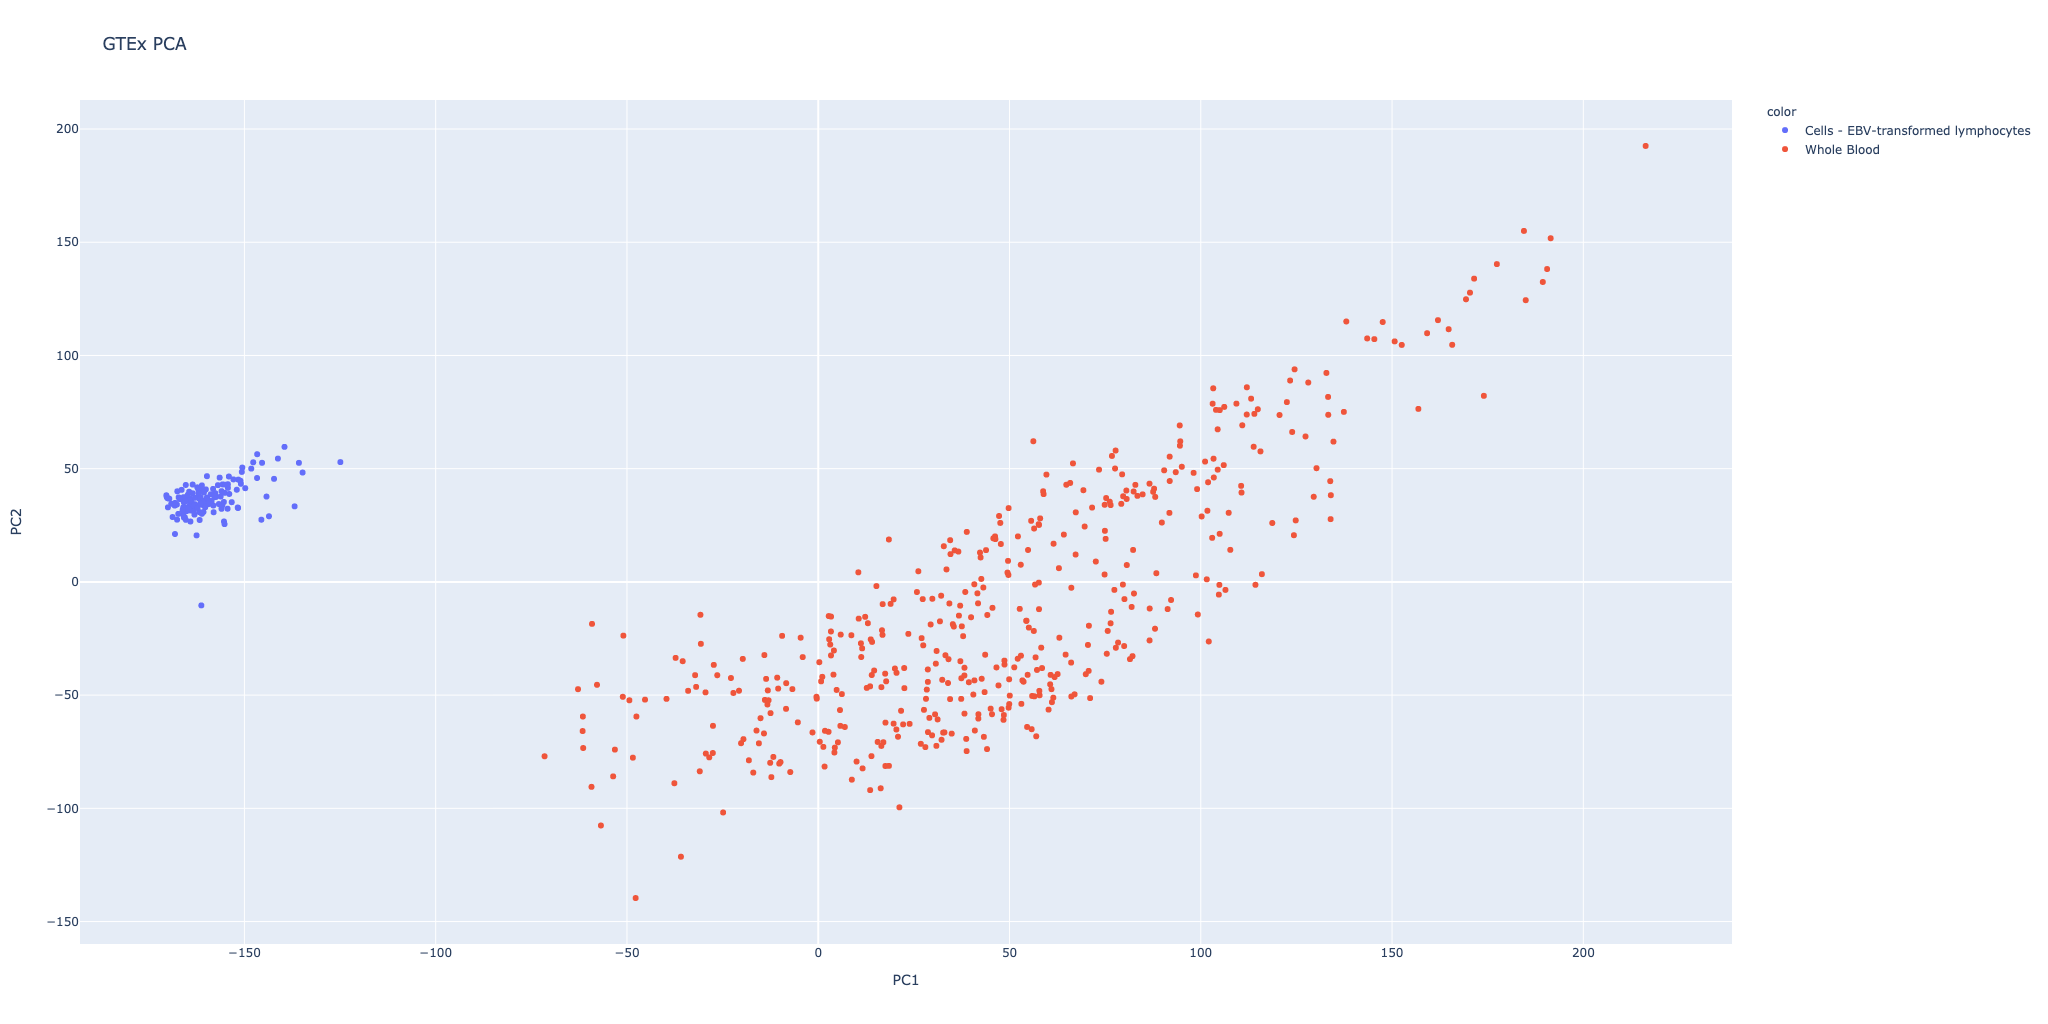 GTEx PCA
color
Cells - EBV-transformed lymphocytes
Whole Blood
200
150
100
50
0
−50
−100
−150
PC2
−150
−100
−50
0
50
100
150
200
PC1